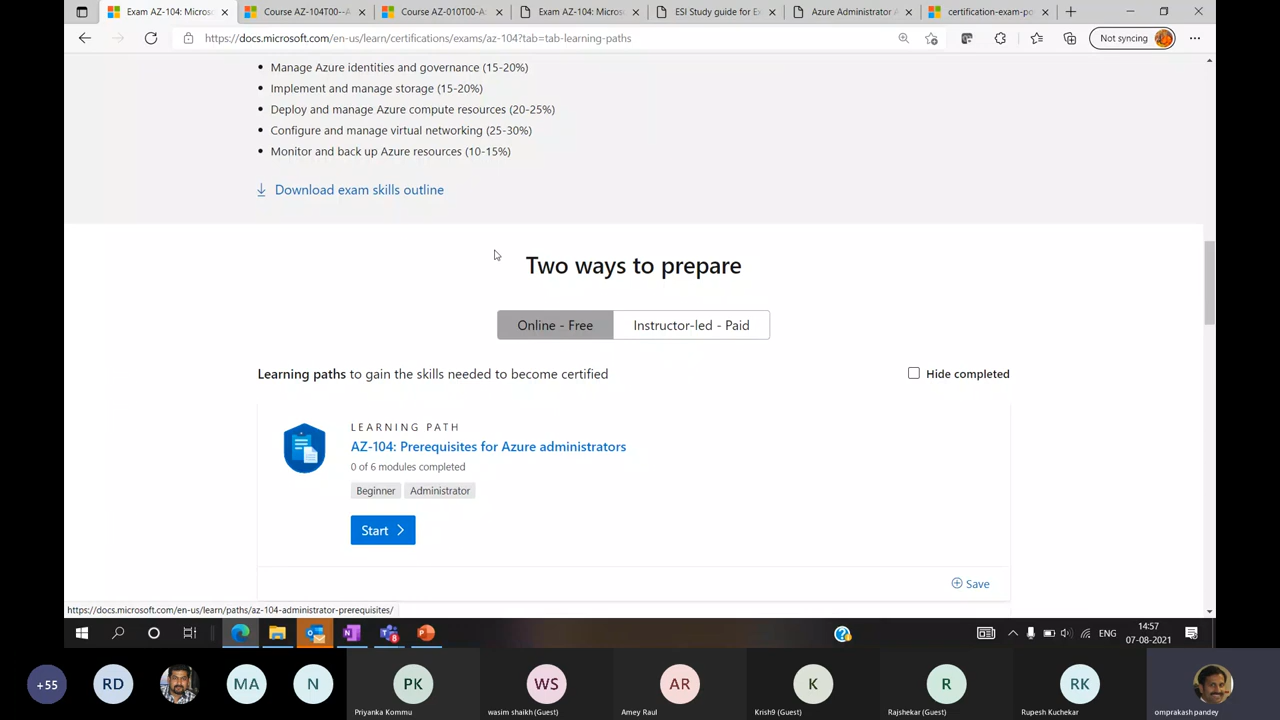 Exam AZ-104: Microso
Course AZ-104T00--A
Course AZ-010T00-As
Exam AZ-104: Microso
ESI Study guide for Ex
Azure Administrator A
certification-exam-po
https://docs.microsoft.com/en-us/learn/certifications/exams/az-104?tab=tab-learning-paths
Not syncing
• Manage Azure identities and governance (15-20%)
• Implement and manage storage (15-20%)
• Deploy and manage Azure compute resources (20-25%)
• Configure and manage virtual networking (25-30%)
• Monitor and back up Azure resources (10-15%)
Download exam skills outline
Two ways to prepare
Online - Free
Instructor-led - Paid
Learning paths to gain the skills needed to become certified
Hide completed
LEARNING PATH
AZ-104: Prerequisites for Azure administrators
0 of 6 modules completed
Beginner
Administrator
Start
Save
https://docs.microsoft.com/en-us/learn/paths/az-104-administrator-prerequisites/
ENG
14:57
07-08-2021
+55
RD
MA
N
PK
WS
AR
K
R
RK
Priyanka Kommu
wasim shaikh (Guest)
Amey Raul
Krish9 (Guest)
Rajshekar (Guest)
Rupesh Kuchekar
omprakash pandey